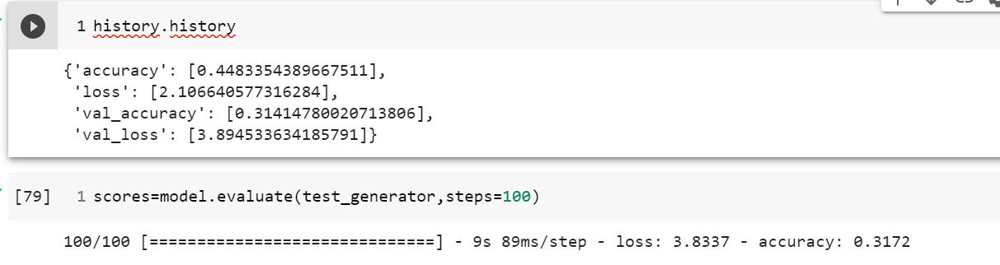 1 history.history
{'accuracy': [0.4483354389667511],
'loss': [2.106640577316284],
'val_accuracy': [0.31414780020713806],
'val_loss': [3.894533634185791]}
[79] 1 scores=model.evaluate(test_generator,steps=100)
100/100 [==============================] - 9s 89ms/step - loss: 3.8337 - accuracy: 0.3172